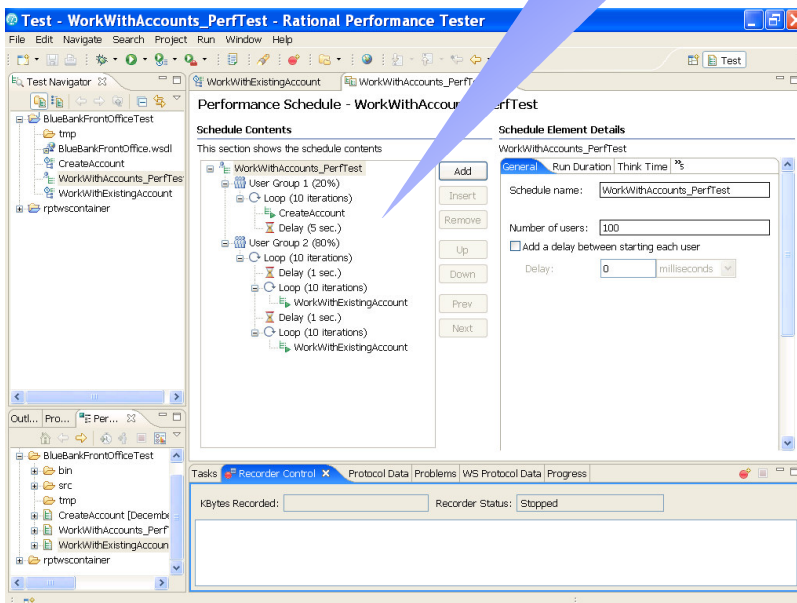 Test - WorkWithAccounts_PerfTest - Rational Performance Tester
File Edit Navigate Search Project Run Window Help
Test
Test Navigator
BlueBankFrontOfficeTest
tmp
BlueBankFrontOffice.wsdl
CreateAccount
WorkWithAccounts_PerfTes
WorkWithExistingAccount
rptwscontainer
WorkWithExistingAccount
WorkWithAccounts_PerfT
Performance Schedule - WorkWithAccou erfTest
Schedule Contents
This section shows the schedule contents
WorkWithAccounts_PerfTest
User Group 1 (20%)
Loop (10 iterations)
CreateAccount
Delay (5 sec.)
User Group 2 (80%)
Loop (10 iterations)
Delay (1 sec.)
Loop (10 iterations)
WorkWithExistingAccount
Delay (1 sec.)
Loop (10 iterations)
WorkWithExistingAccount
Add
Insert
Remove
Up
Down
Prev
Next
Schedule Element Details
WorkWithAccounts_PerfTest
General Run Duration Think Time »5
Schedule name: WorkWithAccounts_PerfTest
Number of users: 100
Add a delay between starting each user
Delay: 0 milliseconds
Outl... Pro... Per...
BlueBankFrontOfficeTest
bin
src
tmp
CreateAccount [Decembe
WorkWithAccounts_Perf
WorkWithExistingAccoun
rptwscontainer
Tasks Recorder Control Protocol Data Problems WS Protocol Data Progress
KBytes Recorded: Recorder Status: Stopped